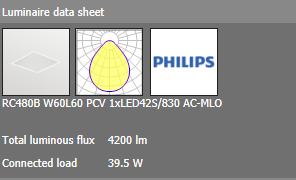 Luminaire data sheet
PHILIPS
RC480B W60L60 PCV 1xLED42S/830 AC-MLO
Total luminous flux 4200 lm
Connected load 39.5 W